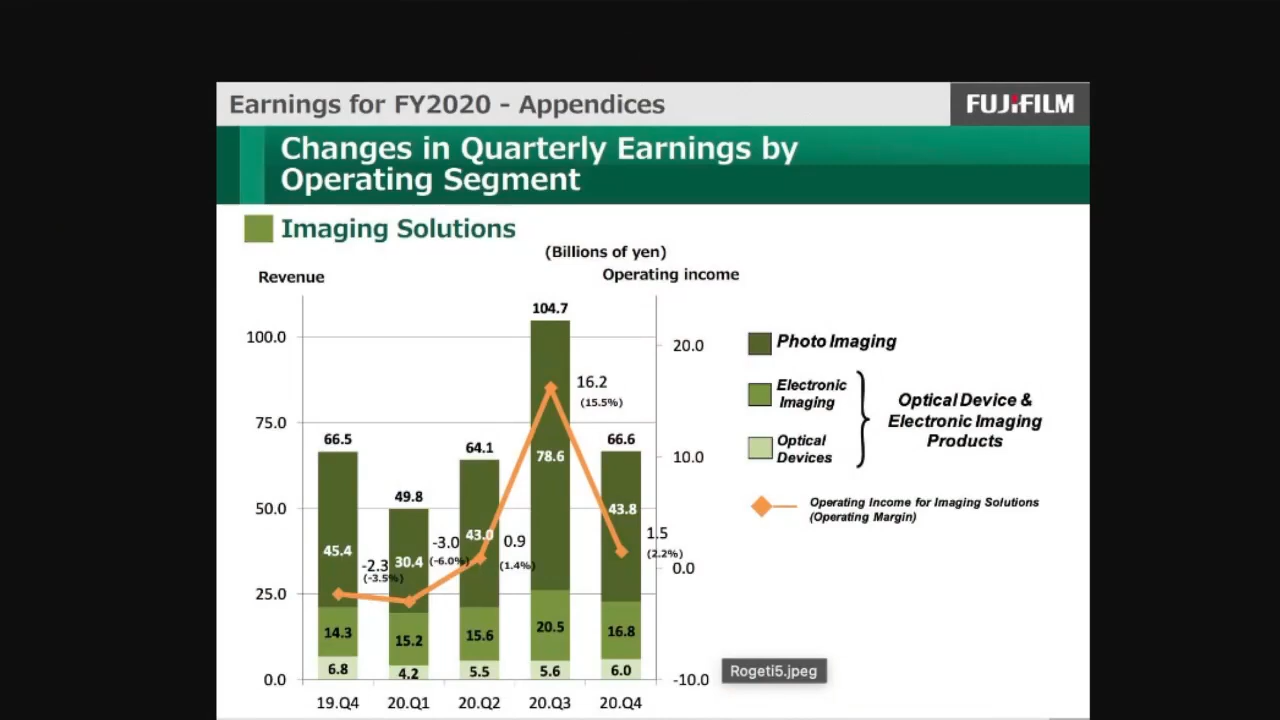 Earnings for FY2020 - Appendices
FUJIFILM
Changes in Quarterly Earnings by
Operating Segment
Imaging Solutions
(Billions of yen)
Revenue
Operating income
104.7
100.0
20.0
Photo Imaging
16.2
(15.5%)
Electronic
Imaging
Optical Device &
Electronic Imaging
Products
Optical
Devices
75.0
66.5
64.1
66.6
78.6
10.0
49.8
50.0
43.8
Operating Income for Imaging Solutions
(Operating Margin)
45.4
-2.3
(-3.5%)
30.4
-3.0
(-6.0%)
43.0
0.9
(1.4%)
1.5
(2.2%)
0.0
25.0
14.3
15.2
15.6
20.5
16.8
6.8
4.2
5.5
5.6
6.0
0.0
-10.0
Rogeti5.jpeg
19.Q4
20.Q1
20.Q2
20.Q3
20.Q4